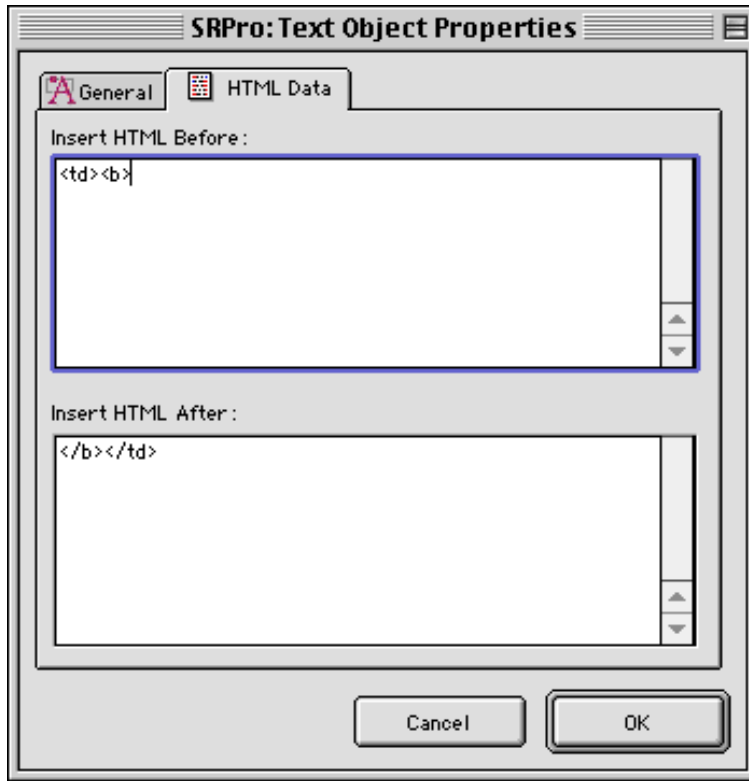 SRPro: Text Object Properties
General
HTML Data
Insert HTML Before:
<td><b>
Insert HTML After:
</b></td>
Cancel
OK